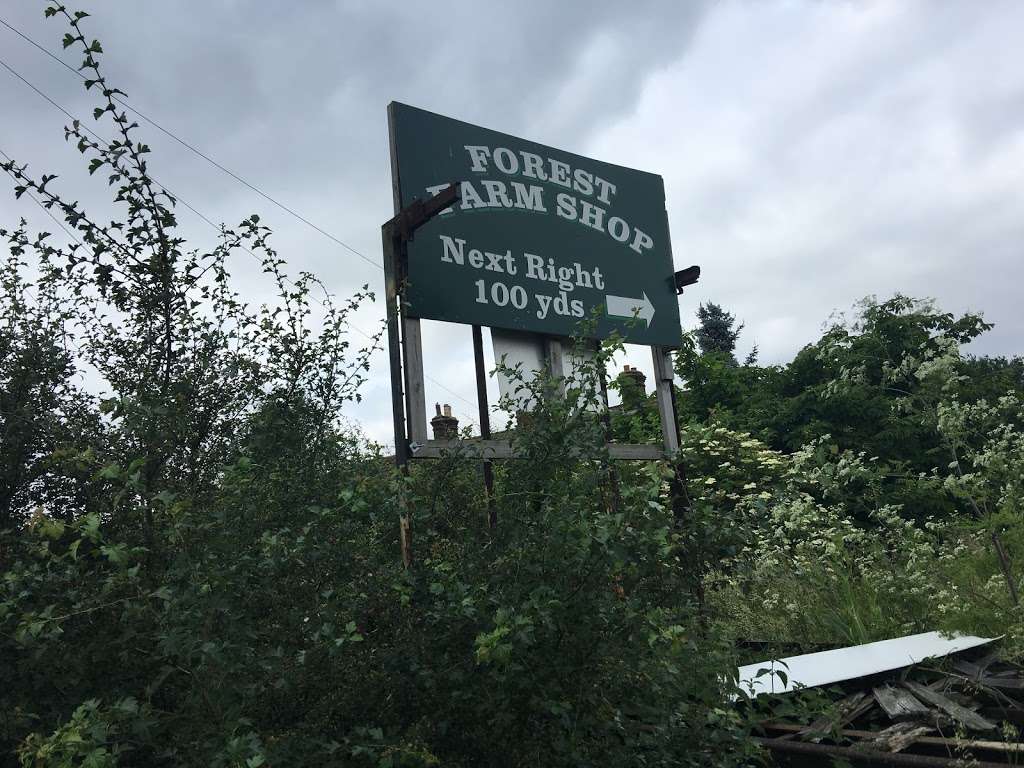 FOREST
FARM SHOP
Next Right
100 yds